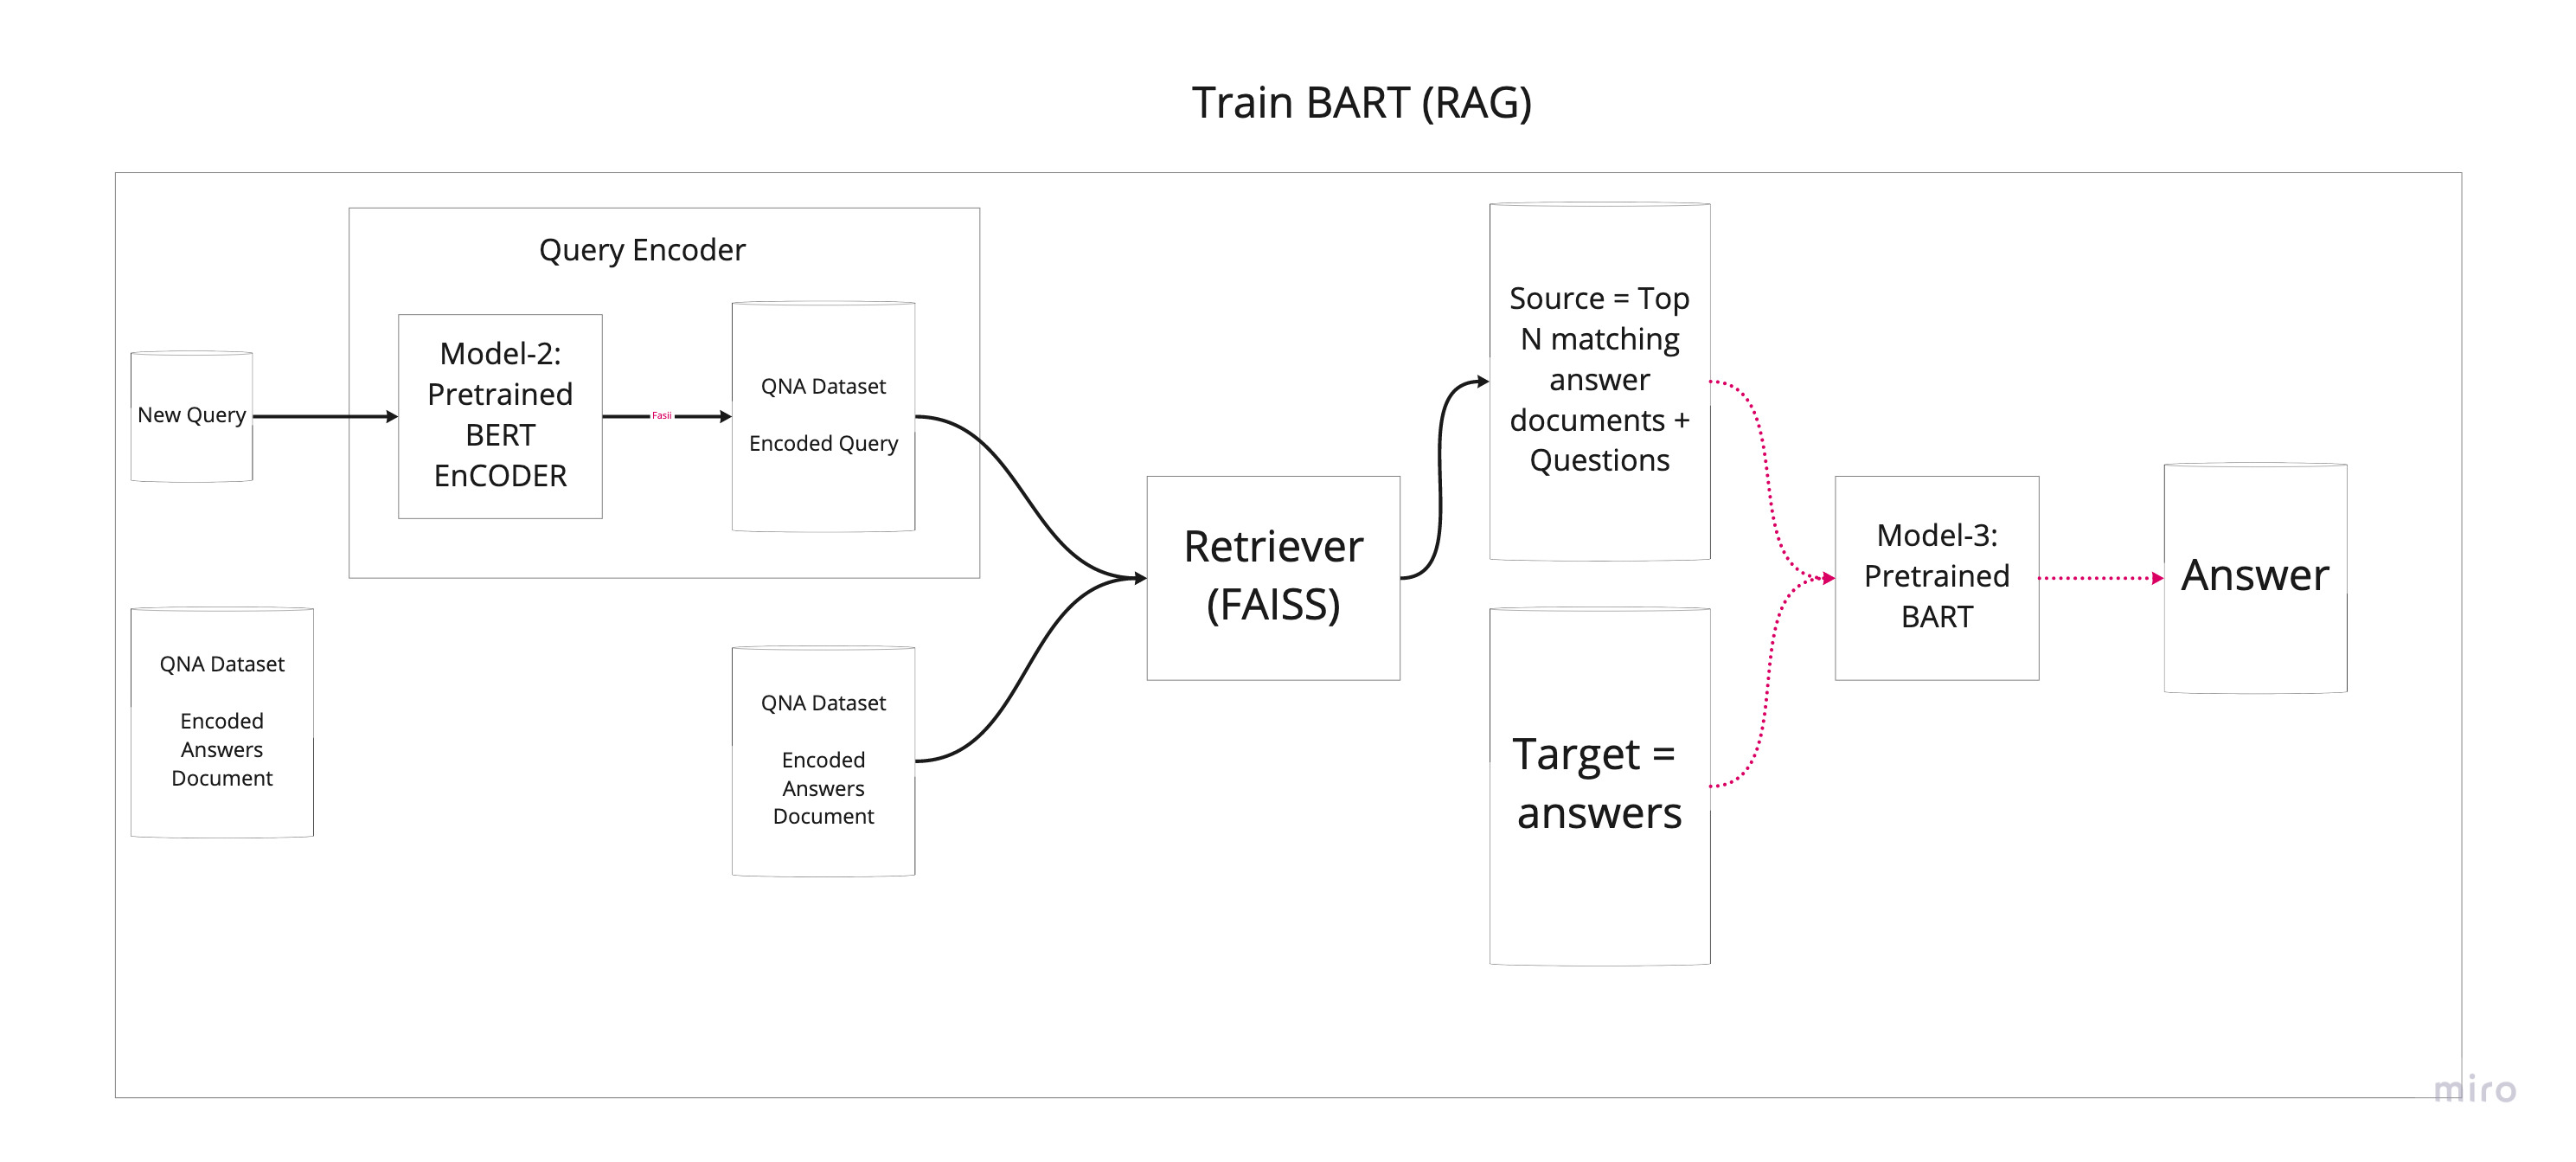 Train BART (RAG)
Query Encoder
New Query
Model-2:
Pretrained
BERT
EnCODER
Fasii
QNA Dataset
Encoded Query
QNA Dataset
Encoded
Answers
Document
QNA Dataset
Encoded
Answers
Document
Retriever
(FAISS)
Source = Top
N matching
answer
documents +
Questions
Target =
answers
Model-3:
Pretrained
BART
Answer
miro